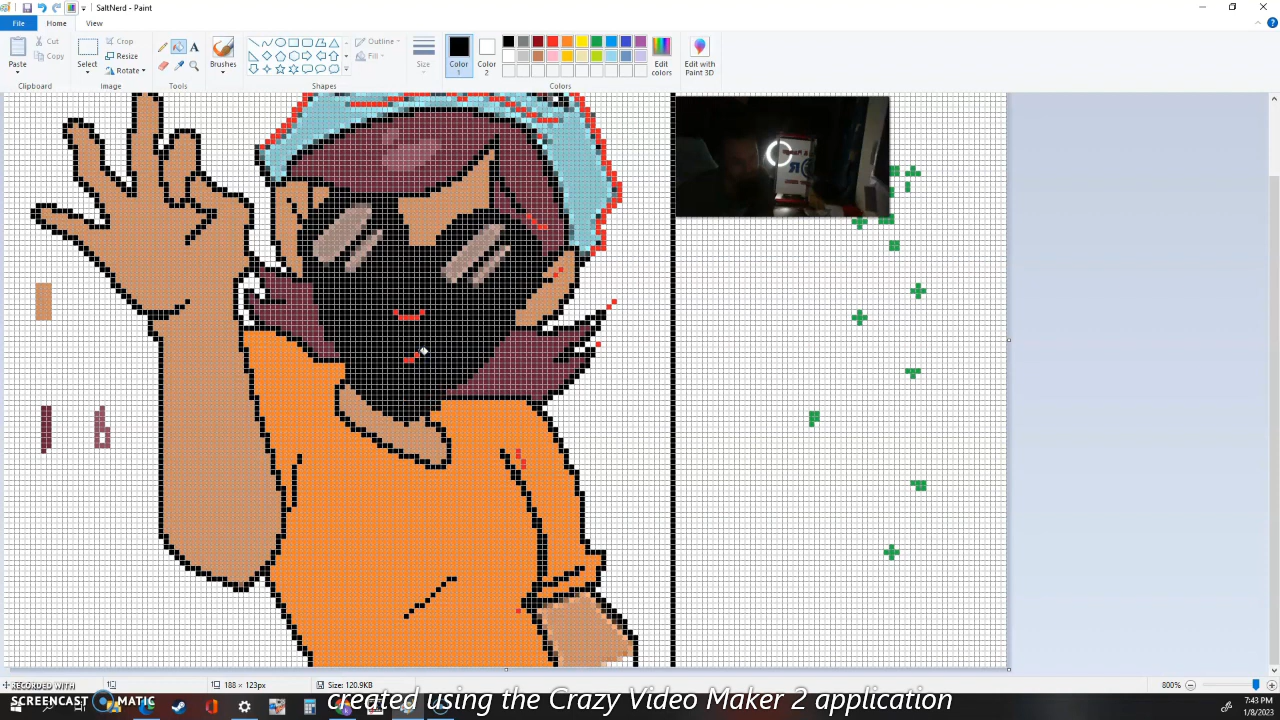 SaltNerd - Paint
File
Home
View
Paste
Cut
Copy
Clipboard
Select
Crop
Resize
Rotate
Image
Tools
Brushes
Shapes
Outline
Fill
Size
Color
1
Color
2
Edit
colors
Edit with
Paint 3D
Colors
RECORDED WITH
SCREENCAST MATIC
188 × 123px
Size: 120.9KB
800%
created using the Crazy Video Maker 2 application
7:43 PM
1/8/2023